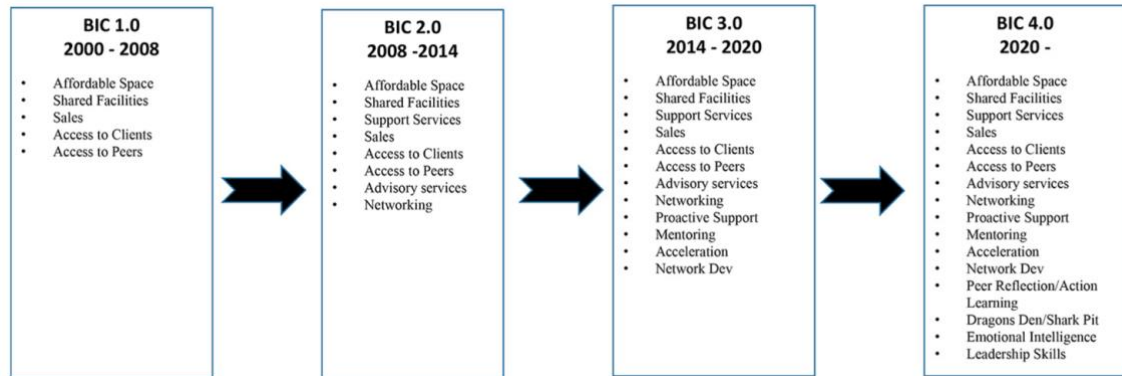 BIC 1.0
2000 - 2008
• Affordable Space
• Shared Facilities
• Sales
• Access to Clients
• Access to Peers
BIC 2.0
2008 -2014
• Affordable Space
• Shared Facilities
• Support Services
• Sales
• Access to Clients
• Access to Peers
• Advisory services
• Networking
BIC 3.0
2014 - 2020
• Affordable Space
• Shared Facilities
• Support Services
• Sales
• Access to Clients
• Access to Peers
• Advisory services
• Networking
• Proactive Support
• Mentoring
• Acceleration
• Network Dev
BIC 4.0
2020 -
• Affordable Space
• Shared Facilities
• Support Services
• Sales
• Access to Clients
• Access to Peers
• Advisory services
• Networking
• Proactive Support
• Mentoring
• Acceleration
• Network Dev
• Peer Reflection/Action
Learning
• Dragons Den/Shark Pit
• Emotional Intelligence
• Leadership Skills